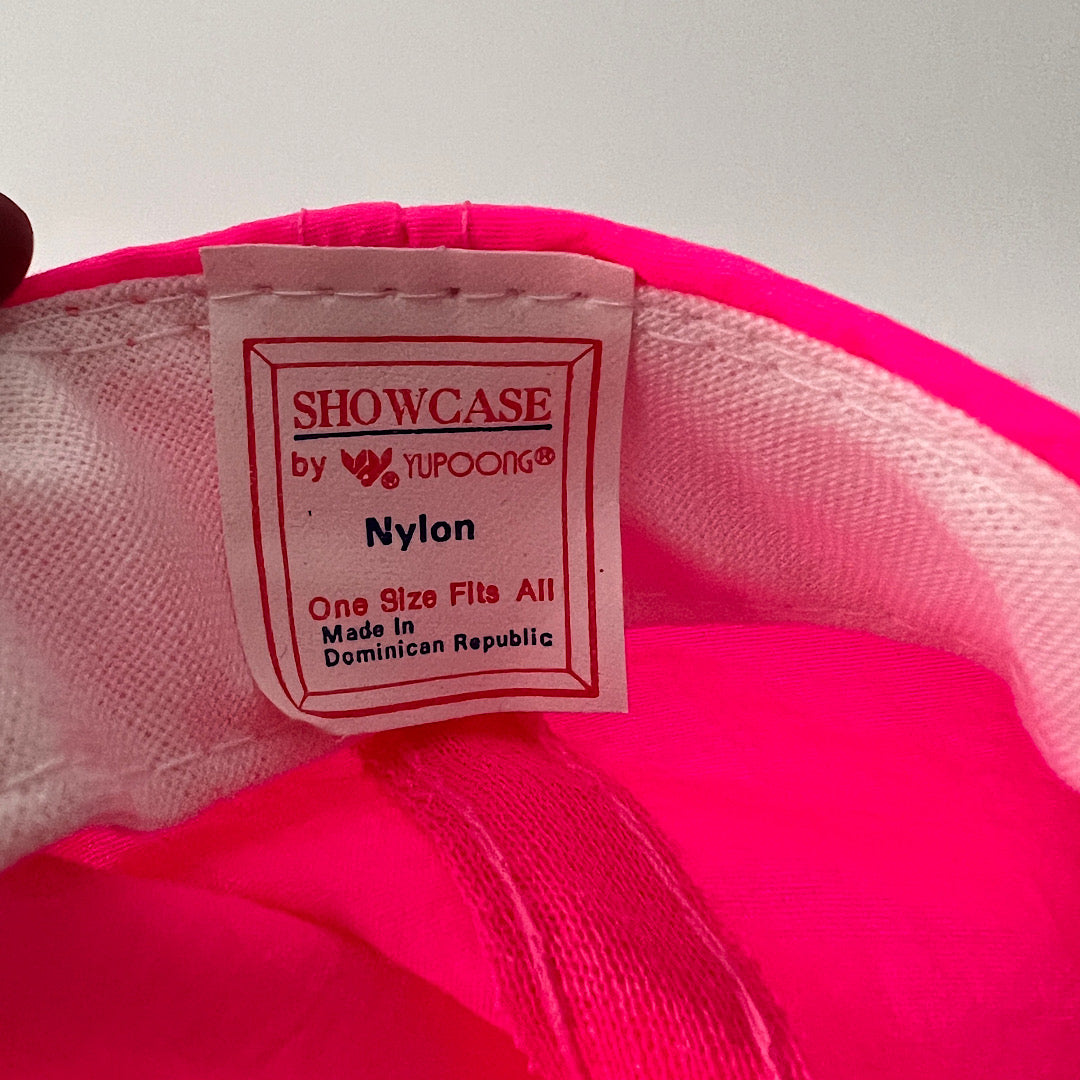 SHOWCASE
by YUPOONG®
Nylon
One Size Fits All
Made In
Dominican Republic